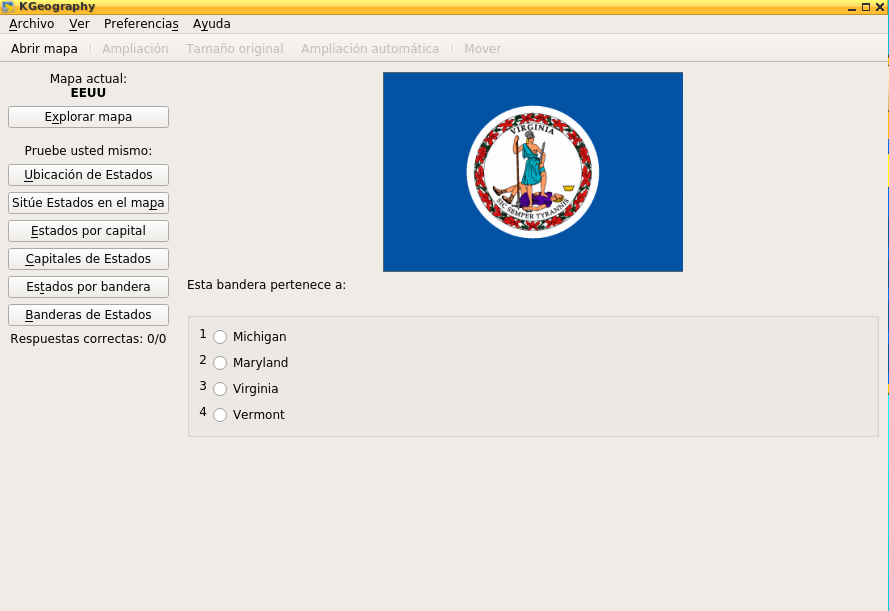 KGeography
Archivo Ver Preferencias Ayuda
Abrir mapa Ampliación Tamaño original Ampliación automática Mover
Mapa actual:
EEUU
Explorar mapa
Pruebe usted mismo:
Ubicación de Estados
Sitúe Estados en el mapa
Estados por capital
Capitales de Estados
Estados por bandera
Banderas de Estados
Respuestas correctas: 0/0
VIRGINIA
SIC SEMPER TYRANNIS
Esta bandera pertenece a:
1 Michigan
2 Maryland
3 Virginia
4 Vermont